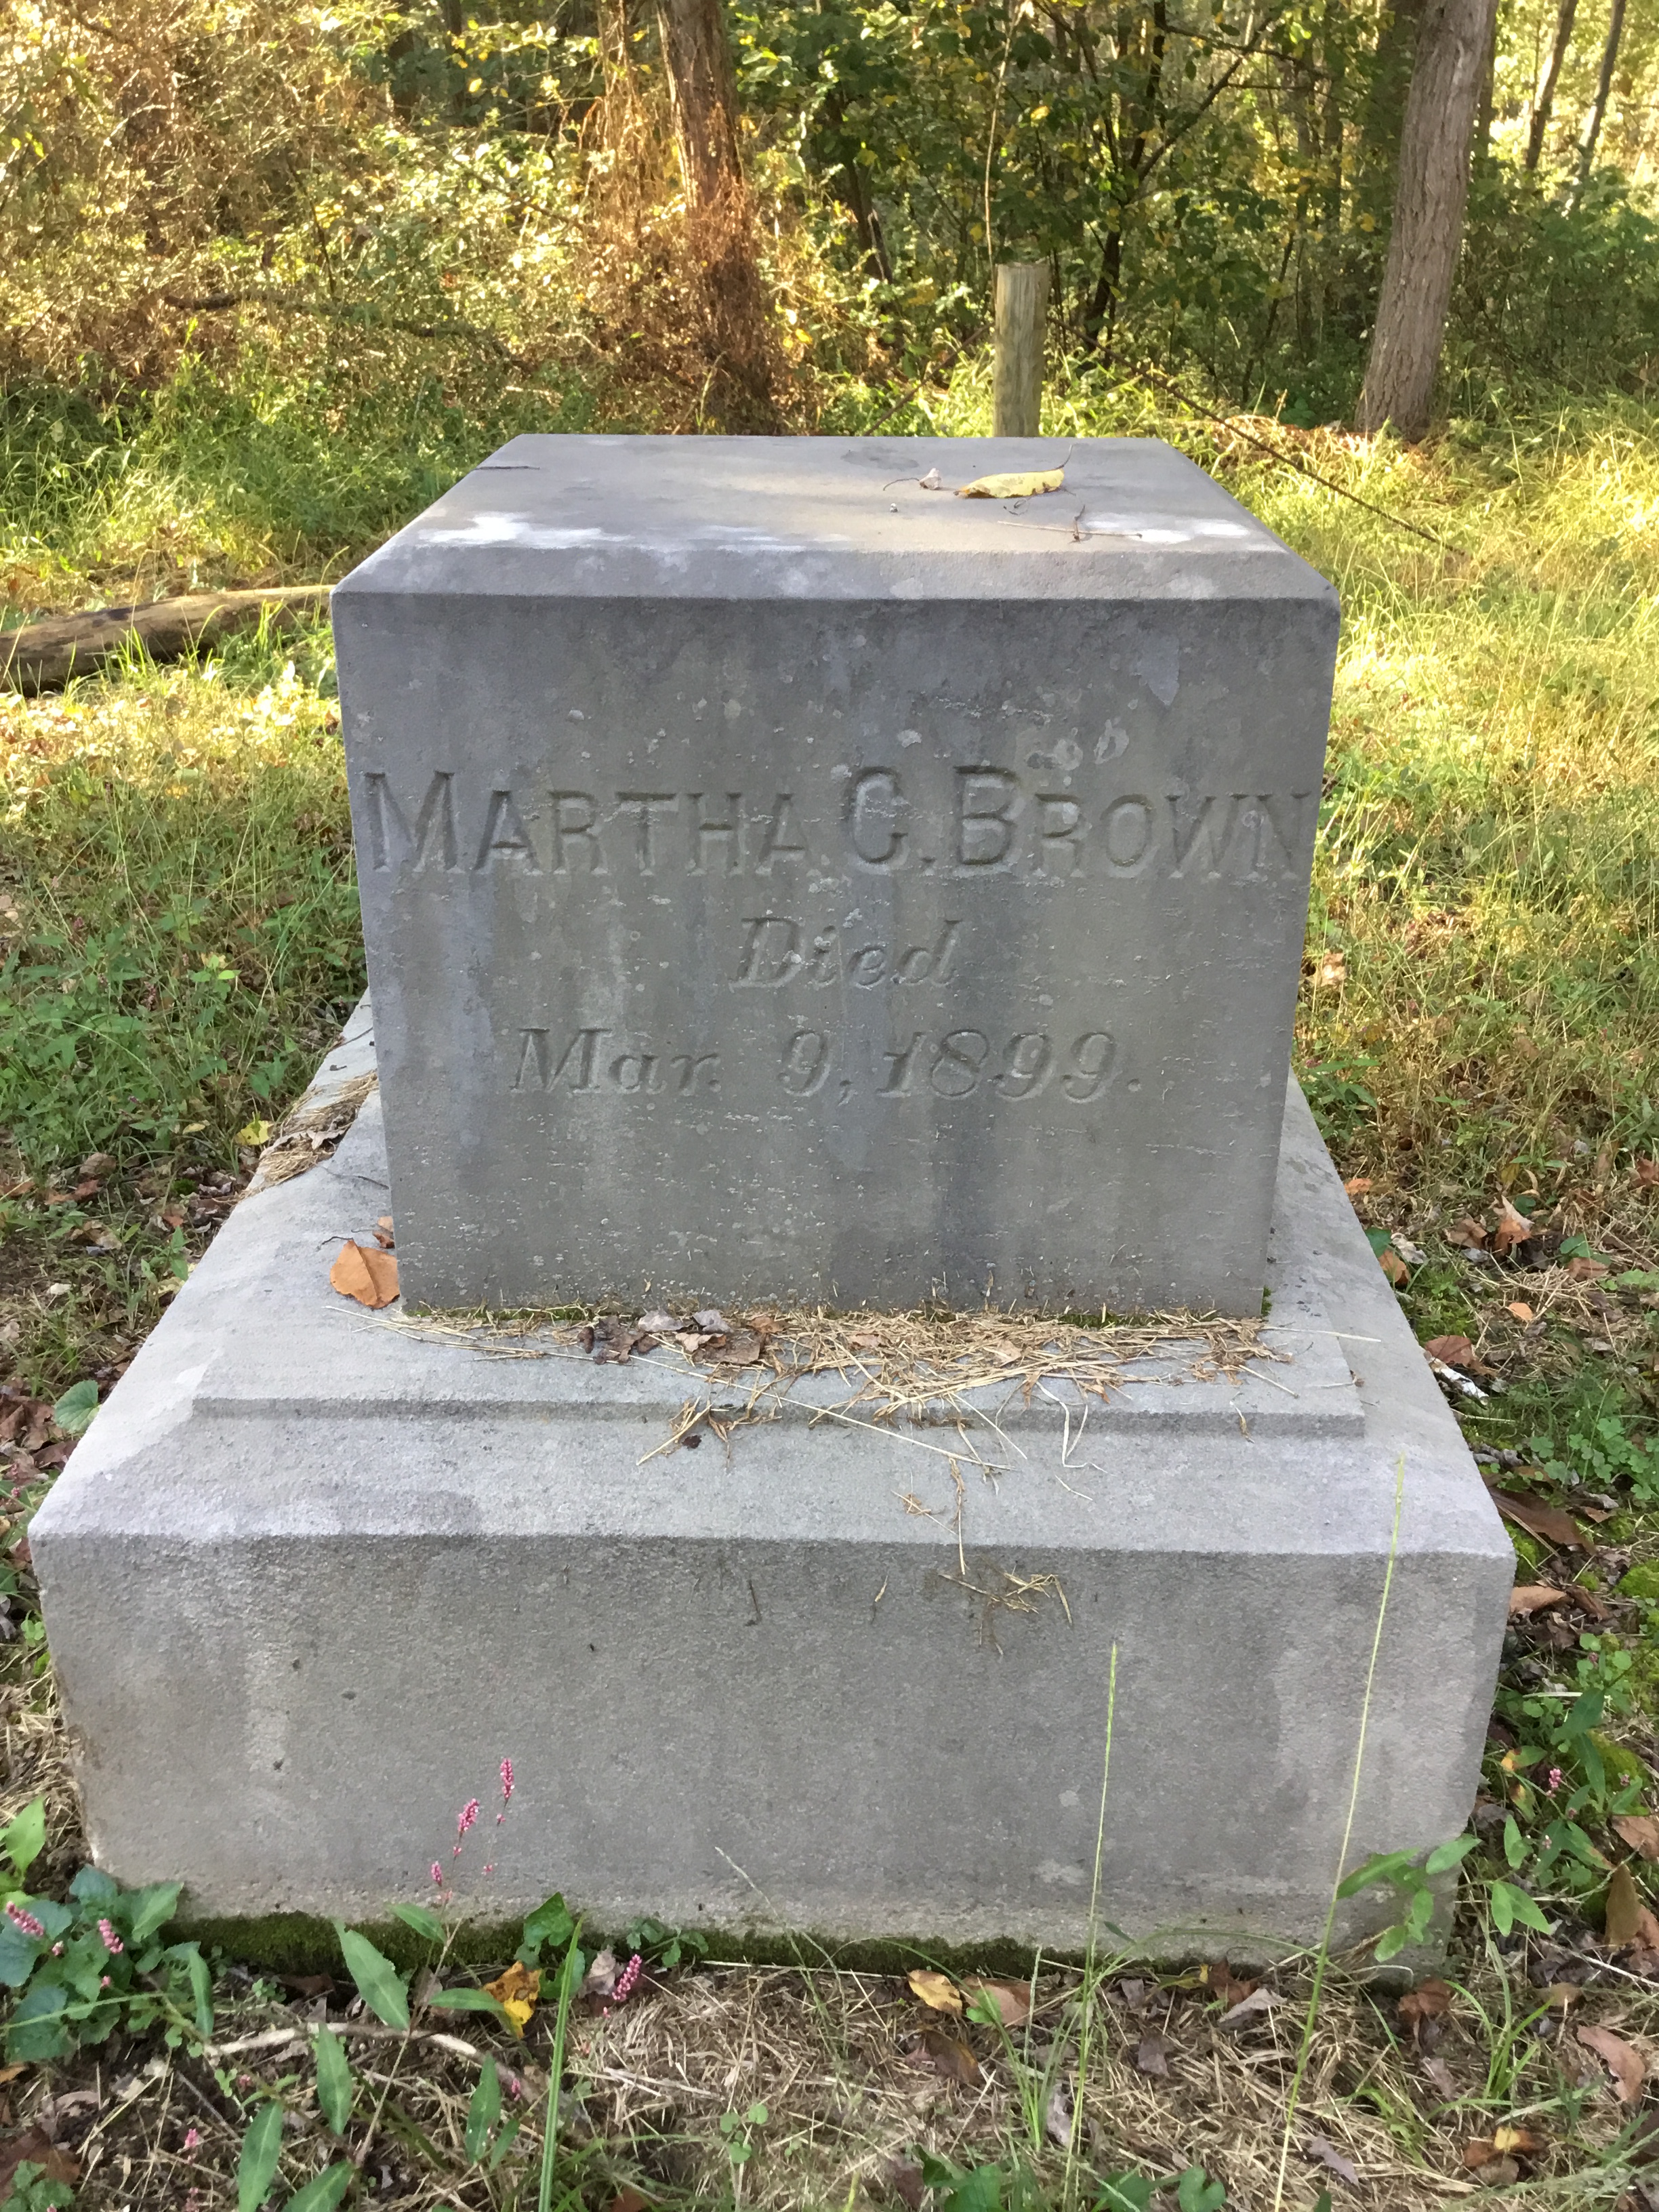 MARTHA C. BROWN
Died
Mar. 9, 1899.